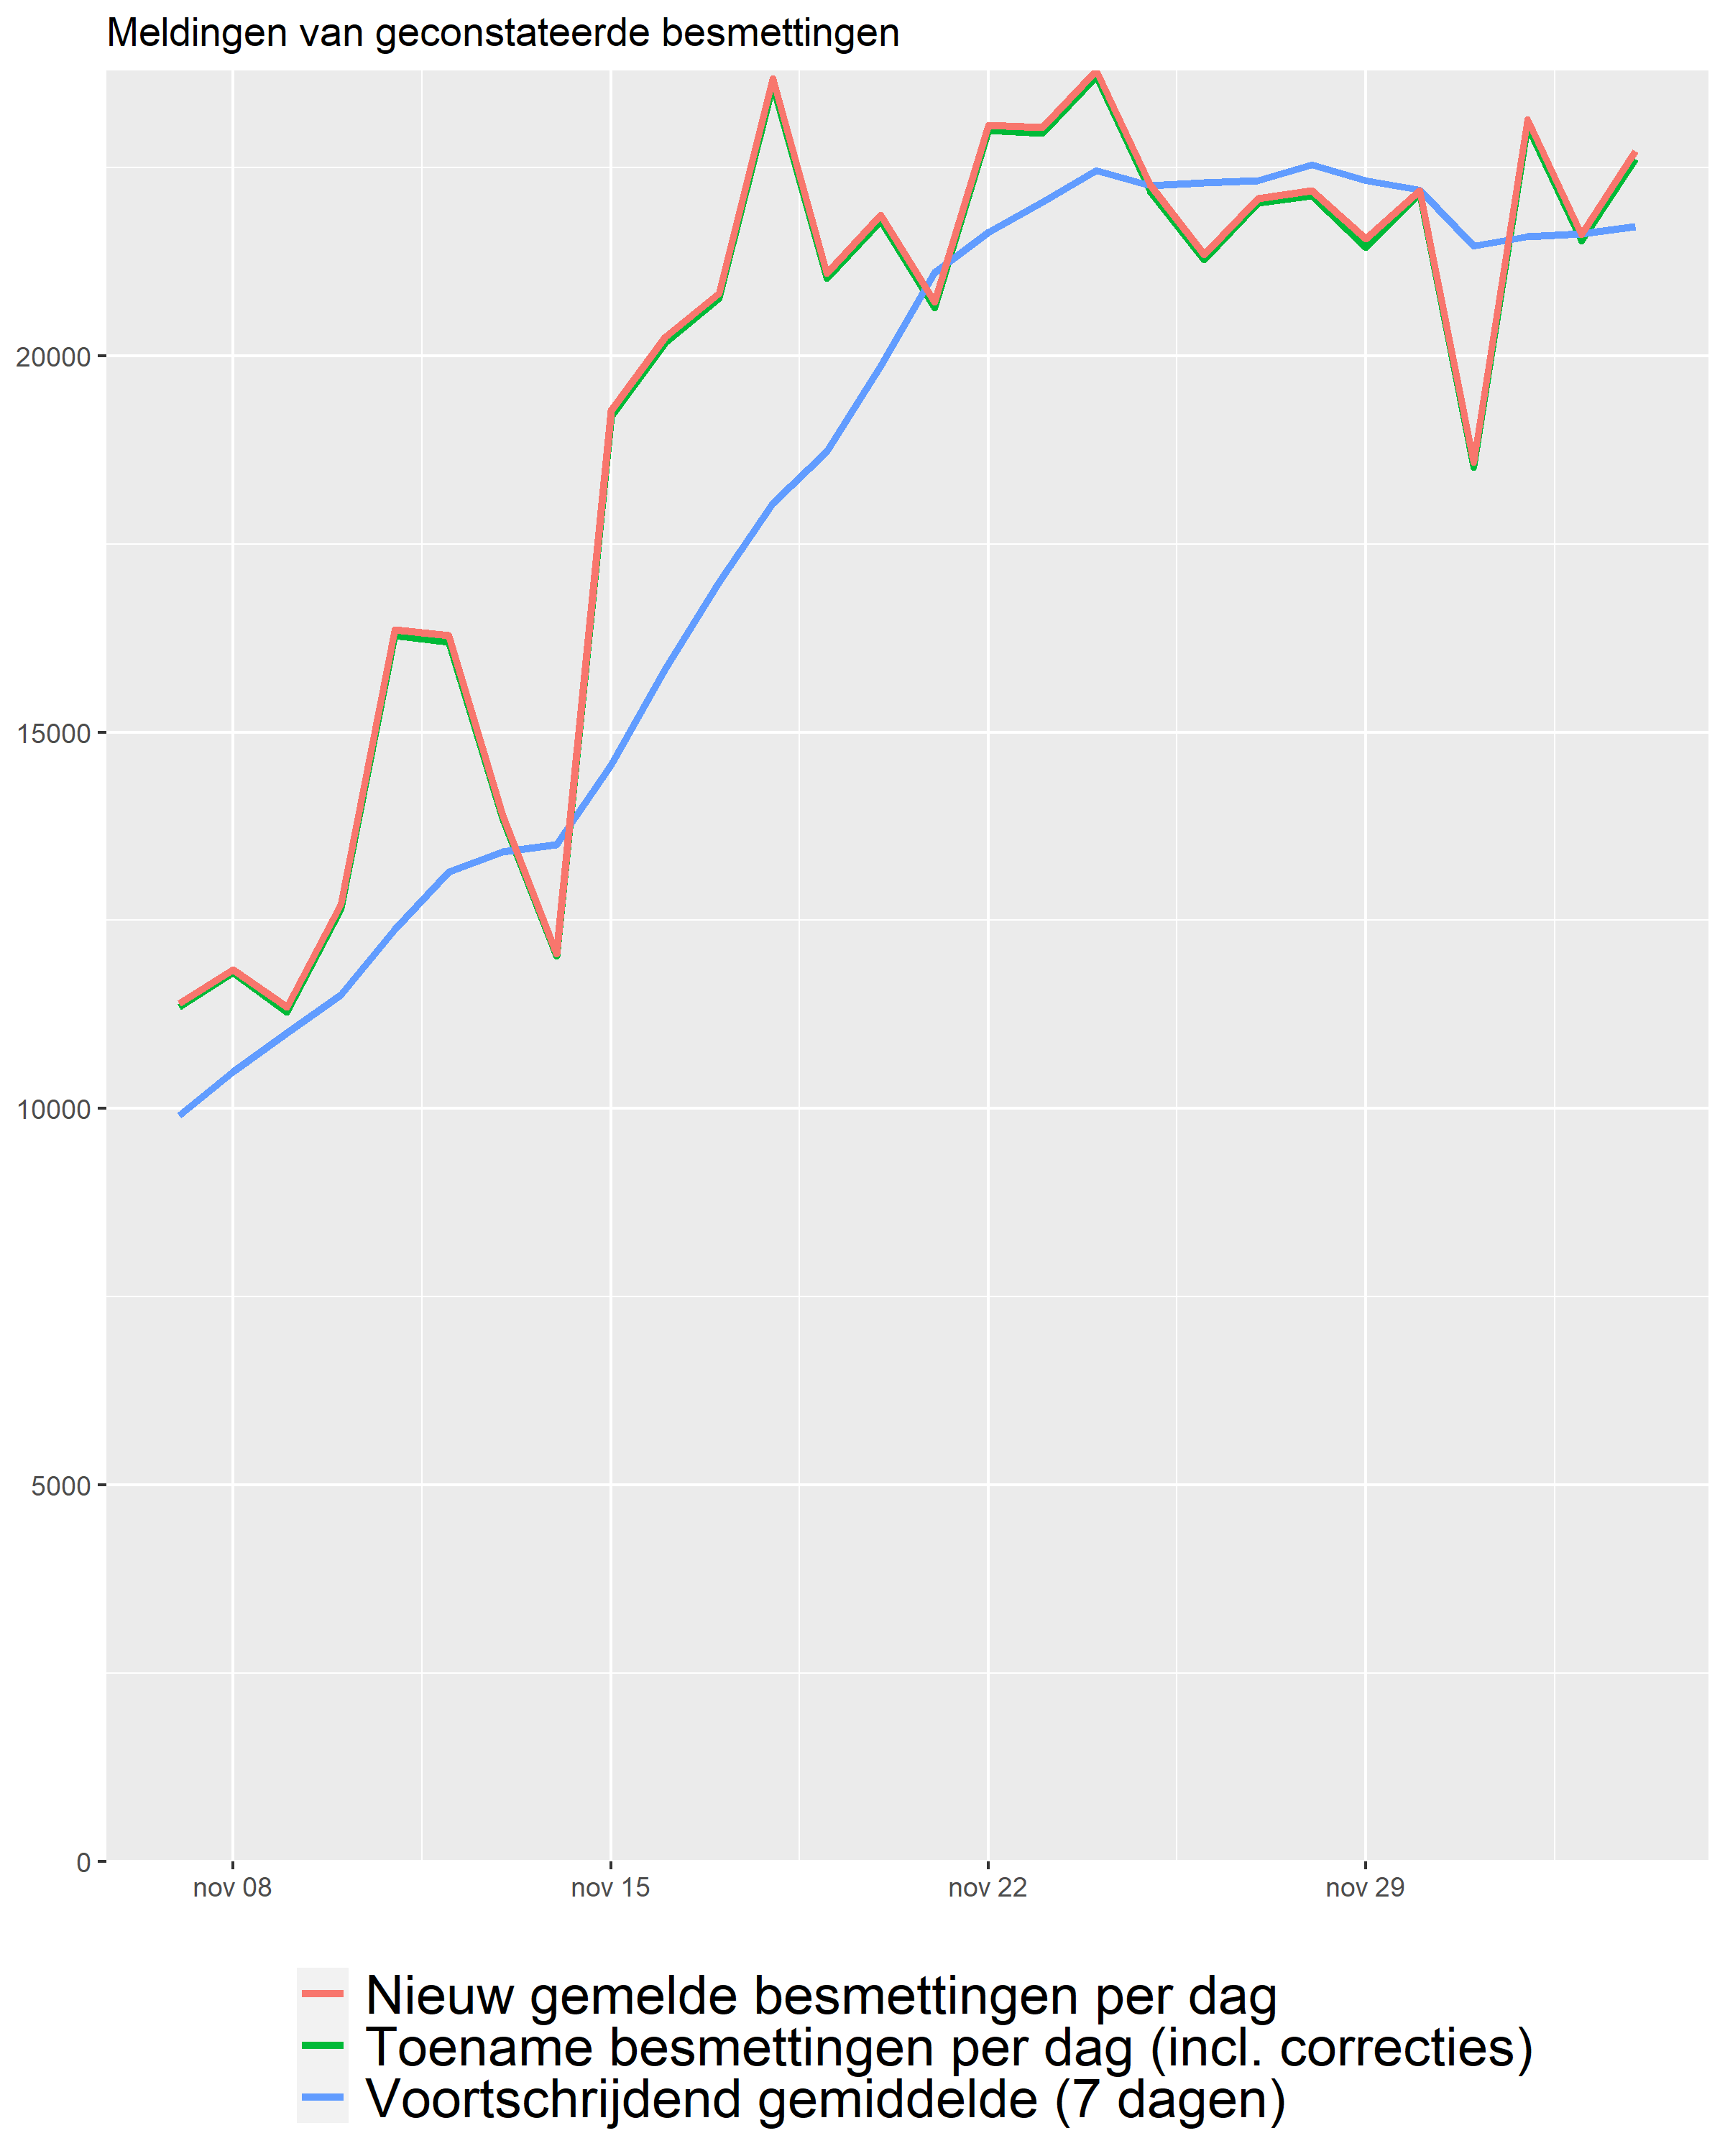 Meldingen van geconstateerde besmettingen
20000
15000
10000
5000
0
nov 08
nov 15
nov 22
nov 29
Nieuw gemelde besmettingen per dag
Toename besmettingen per dag (incl. correcties)
Voortschrijdend gemiddelde (7 dagen)